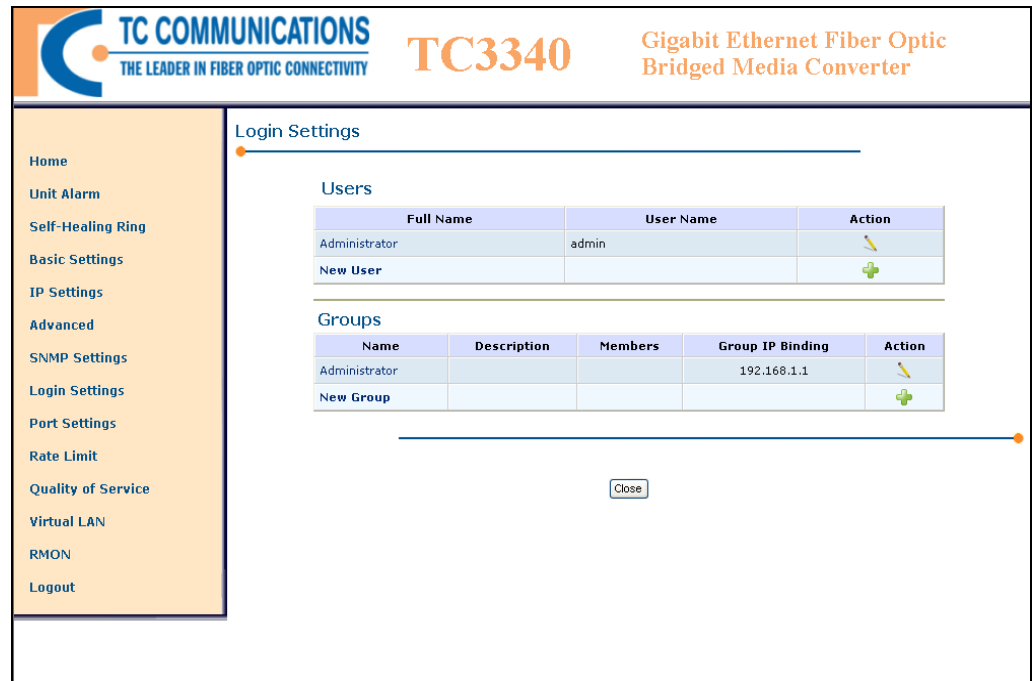 TC COMMUNICATIONS
THE LEADER IN FIBER OPTIC CONNECTIVITY
TC3340
Gigabit Ethernet Fiber Optic
Bridged Media Converter
Home
Unit Alarm
Self-Healing Ring
Basic Settings
IP Settings
Advanced
SNMP Settings
Login Settings
Port Settings
Rate Limit
Quality of Service
Virtual LAN
RMON
Logout
Login Settings
Users
Full Name User Name Action
Administrator admin
New User
Groups
Name Description Members Group IP Binding Action
Administrator 192.168.1.1
New Group
Close